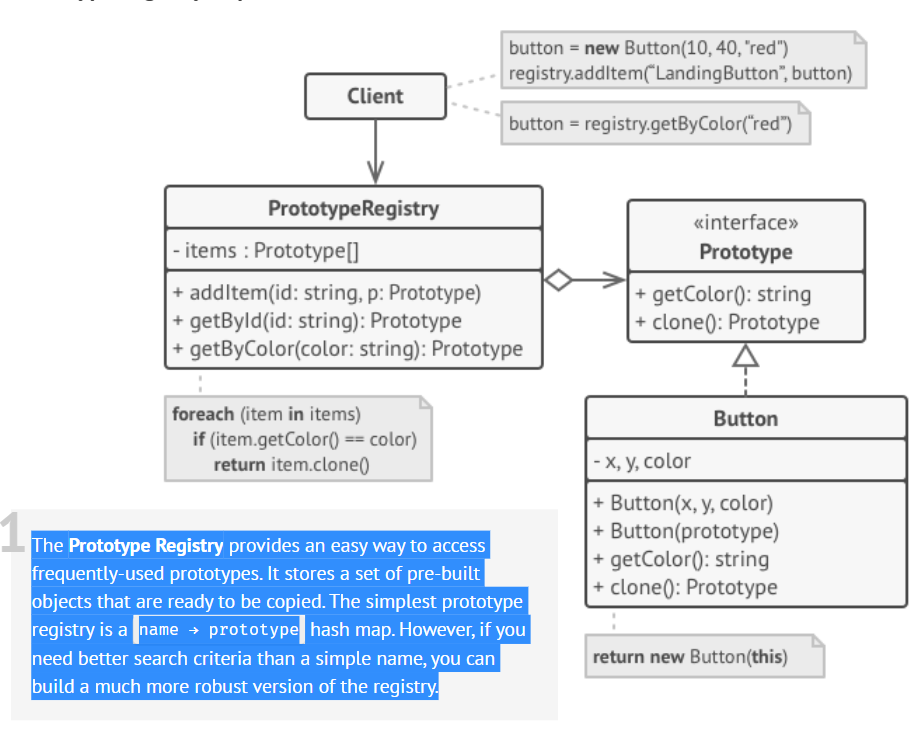 button = new Button(10, 40, "red")
registry.addItem(“LandingButton", button)
Client
button = registry.getByColor(“red")
PrototypeRegistry
- items : Prototype[]
+ addItem(id: string, p: Prototype)
+ getById(id: string): Prototype
+ getByColor(color: string): Prototype
«interface»
Prototype
+ getColor(): string
+ clone(): Prototype
foreach (item in items)
if (item.getColor() == color)
return item.clone()
Button
- x, y, color
+ Button(x, y, color)
+ Button(prototype)
+ getColor(): string
+ clone(): Prototype
return new Button(this)
1
The Prototype Registry provides an easy way to access
frequently-used prototypes. It stores a set of pre-built
objects that are ready to be copied. The simplest prototype
registry is a name → prototype hash map. However, if you
need better search criteria than a simple name, you can
build a much more robust version of the registry.